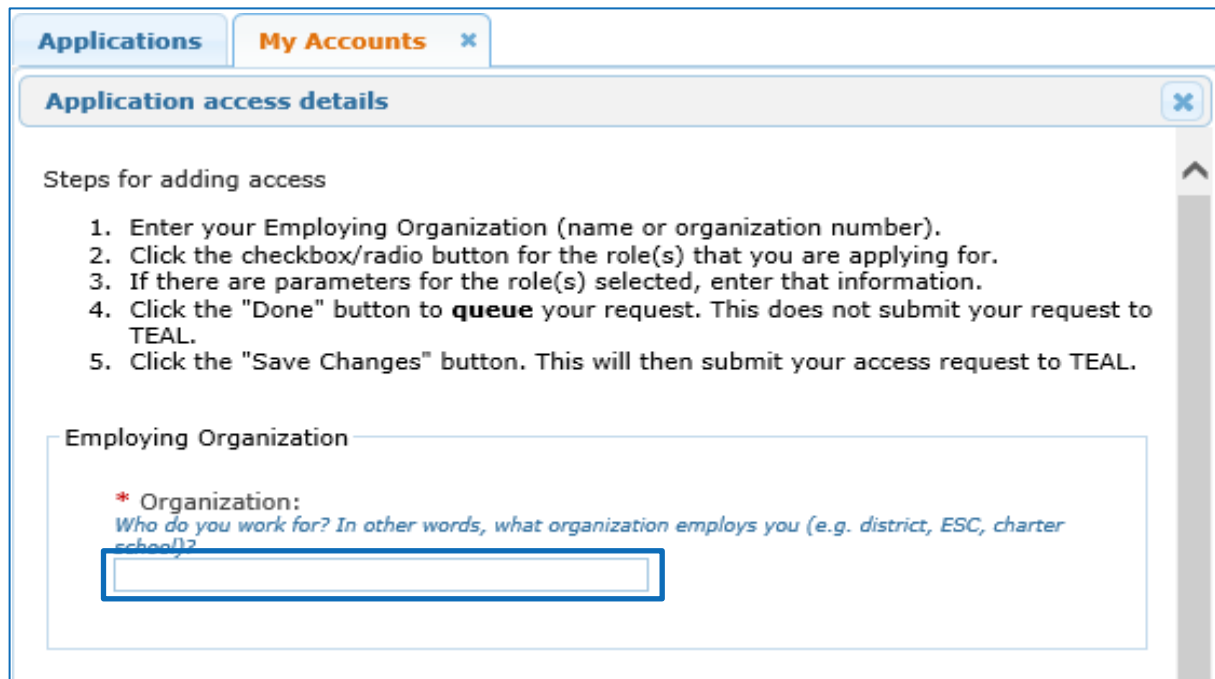 Applications
My Accounts
Application access details
Steps for adding access
1. Enter your Employing Organization (name or organization number).
2. Click the checkbox/radio button for the role(s) that you are applying for.
3. If there are parameters for the role(s) selected, enter that information.
4. Click the "Done" button to queue your request. This does not submit your request to
TEAL.
5. Click the "Save Changes" button. This will then submit your access request to TEAL.
Employing Organization
* Organization:
Who do you work for? In other words, what organization employs you (e.g. district, ESC, charter
school)?